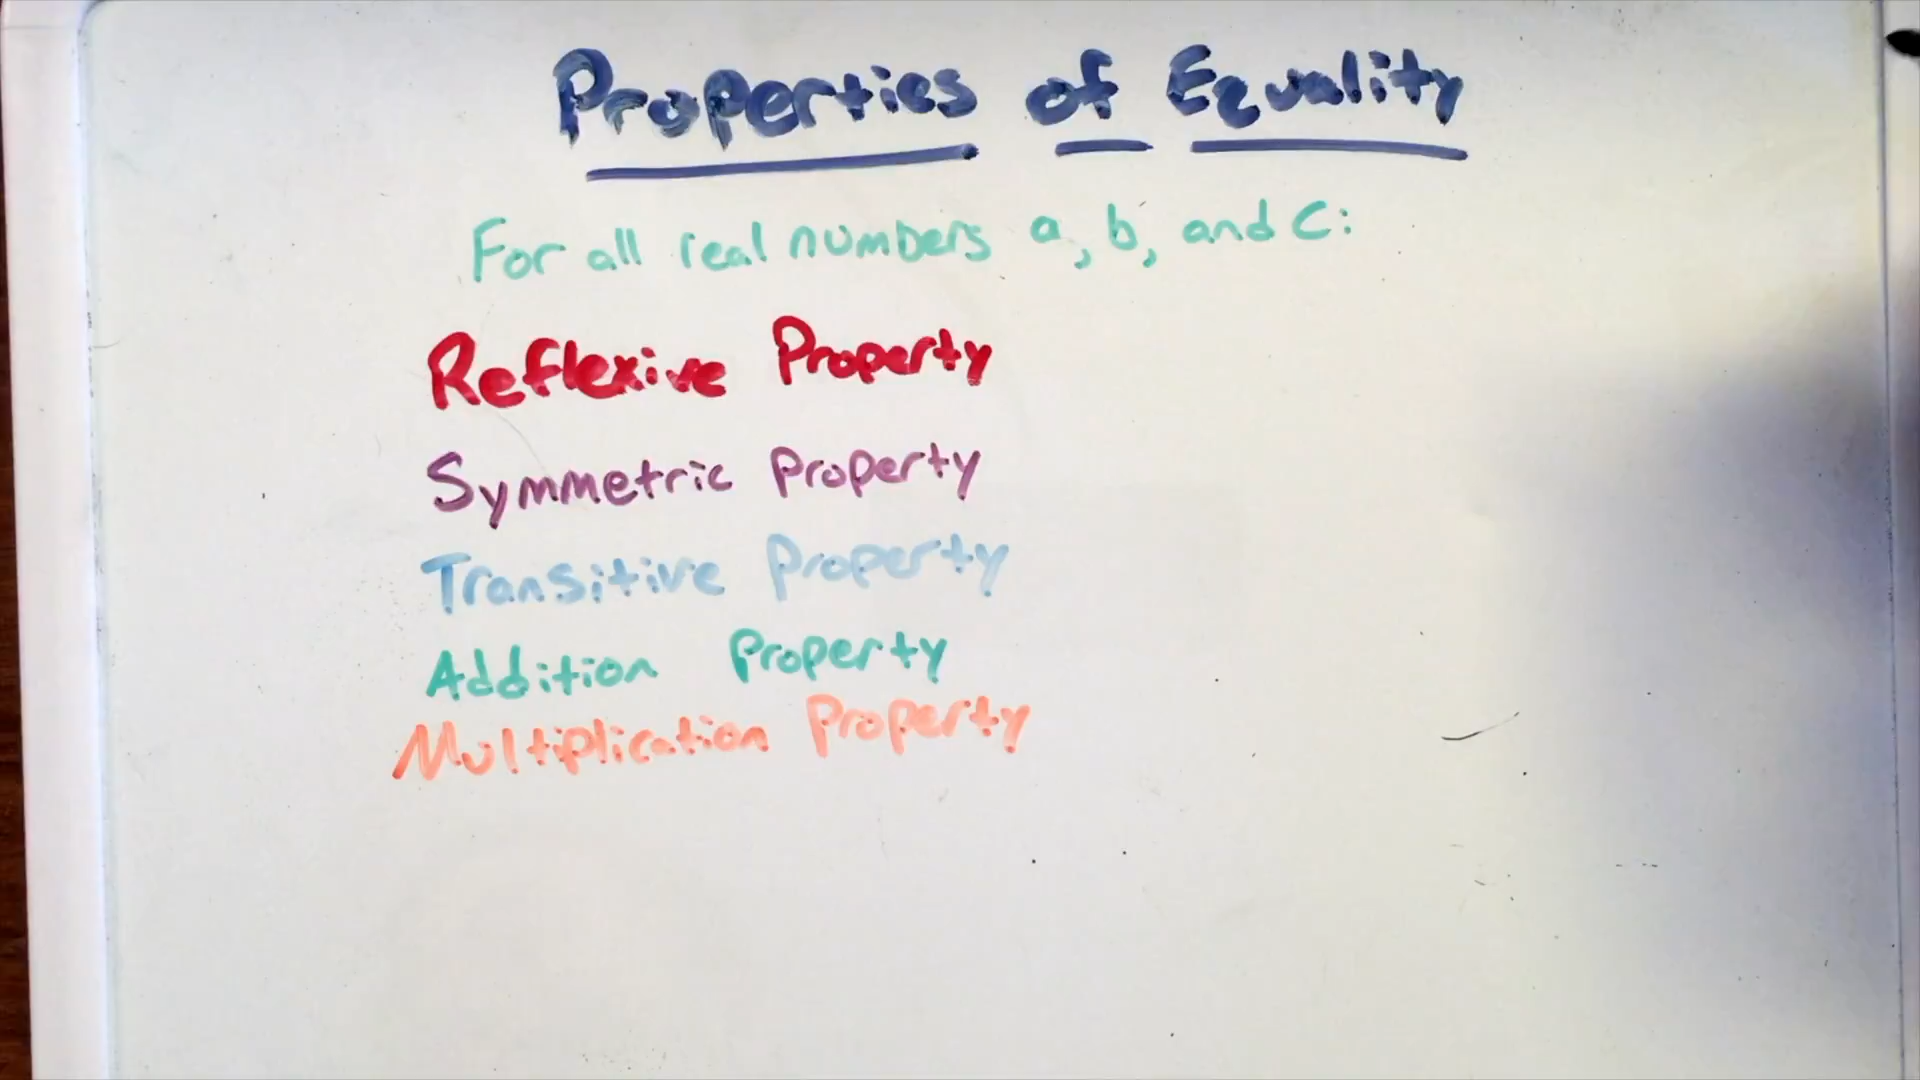 Properties of Equality
For all real numbers a, b, and c:
Reflexive Property
Symmetric Property
Transitive Property
Addition Property
Multiplication Property